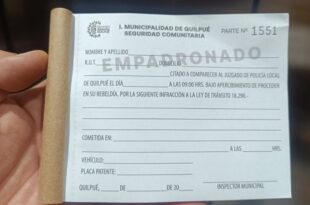 I. MUNICIPALIDAD DE QUILPUÉ
SEGURIDAD COMUNITARIA
PARTE Nº 1551
NOMBRE Y APELLIDO
EMPADRONADO
R.U.T. DOMICILIO
CITADO A COMPARECER AL JUZGADO DE POLICÍA LOCAL
DE QUILPUÉ EL DÍA A LAS 09:00 HRS. BAJO APERCIBIMIENTO DE PROCEDER
EN SU REBELDÍA, POR LA SIGUIENTE INFRACCIÓN A LA LEY DE TRÁNSITO 18.290.-
COMETIDA EN: A LAS HRS.
VEHÍCULO:
PLACA PATENTE:
QUILPUÉ, DE DE 20
INSPECTOR MUNICIPAL